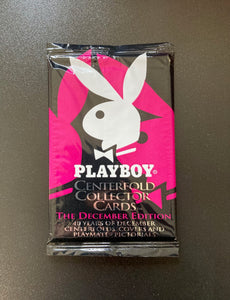 PLAYBOY®
CENTERFOLD
COLLECTOR
CARDS
THE DECEMBER EDITION
40 YEARS OF DECEMBER
CENTERFOLDS, COVERS AND
PLAYMATE PICTORIALS